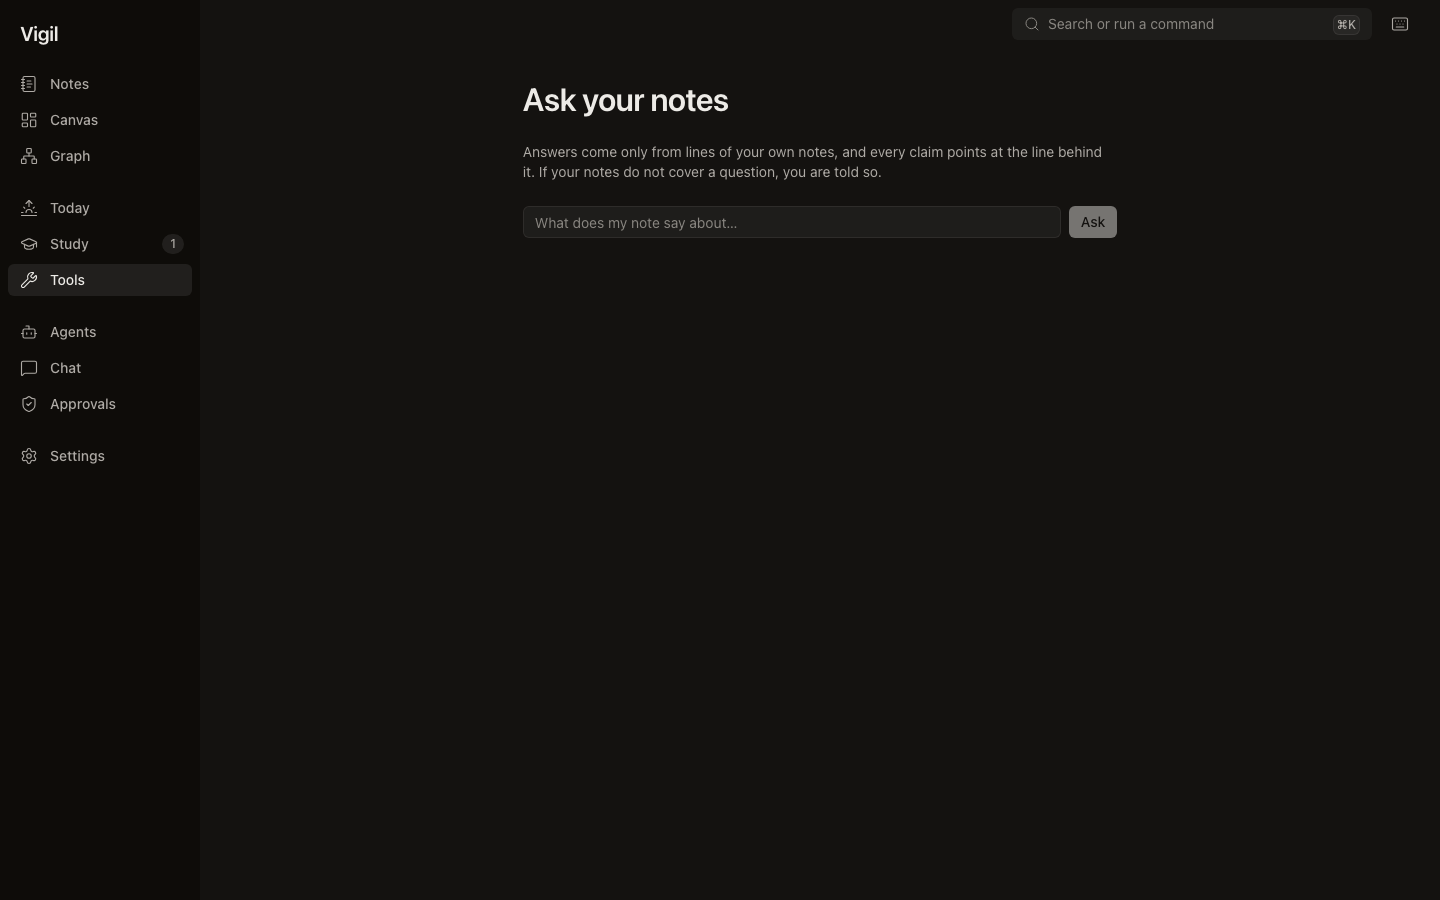 Vigil
Notes
Canvas
Graph
Today
Study 1
Tools
Agents
Chat
Approvals
Settings
Search or run a command ⌘K
Ask your notes
Answers come only from lines of your own notes, and every claim points at the line behind
it. If your notes do not cover a question, you are told so.
What does my note say about…
Ask